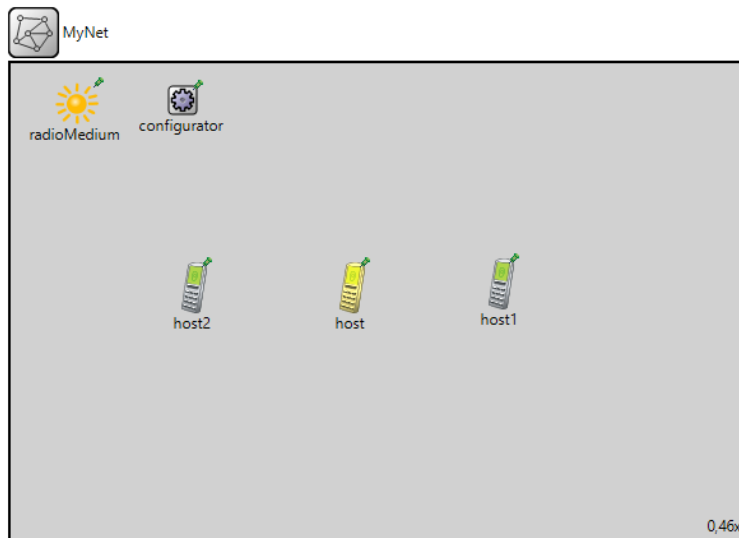 MyNet
radioMedium
configurator
host2
host
host1
0,46x